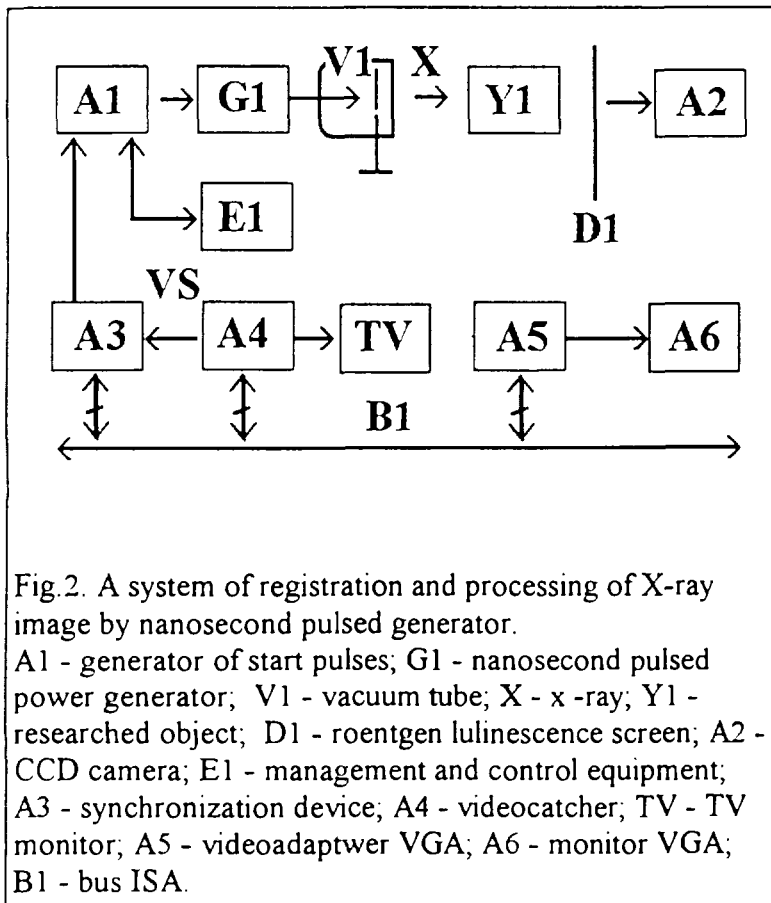 A1 G1 V1 X Y1 A2
E1 D1
VS
A3 A4 TV A5 A6
B1
Fig.2. A system of registration and processing of X-ray
image by nanosecond pulsed generator.
A1 - generator of start pulses; G1 - nanosecond pulsed
power generator; V1 - vacuum tube; X - x -ray; Y1 -
researched object; D1 - roentgen lulinescence screen; A2 -
CCD camera; E1 - management and control equipment;
A3 - synchronization device; A4 - videocatcher; TV - TV
monitor; A5 - videoadaptwer VGA; A6 - monitor VGA;
B1 - bus ISA.